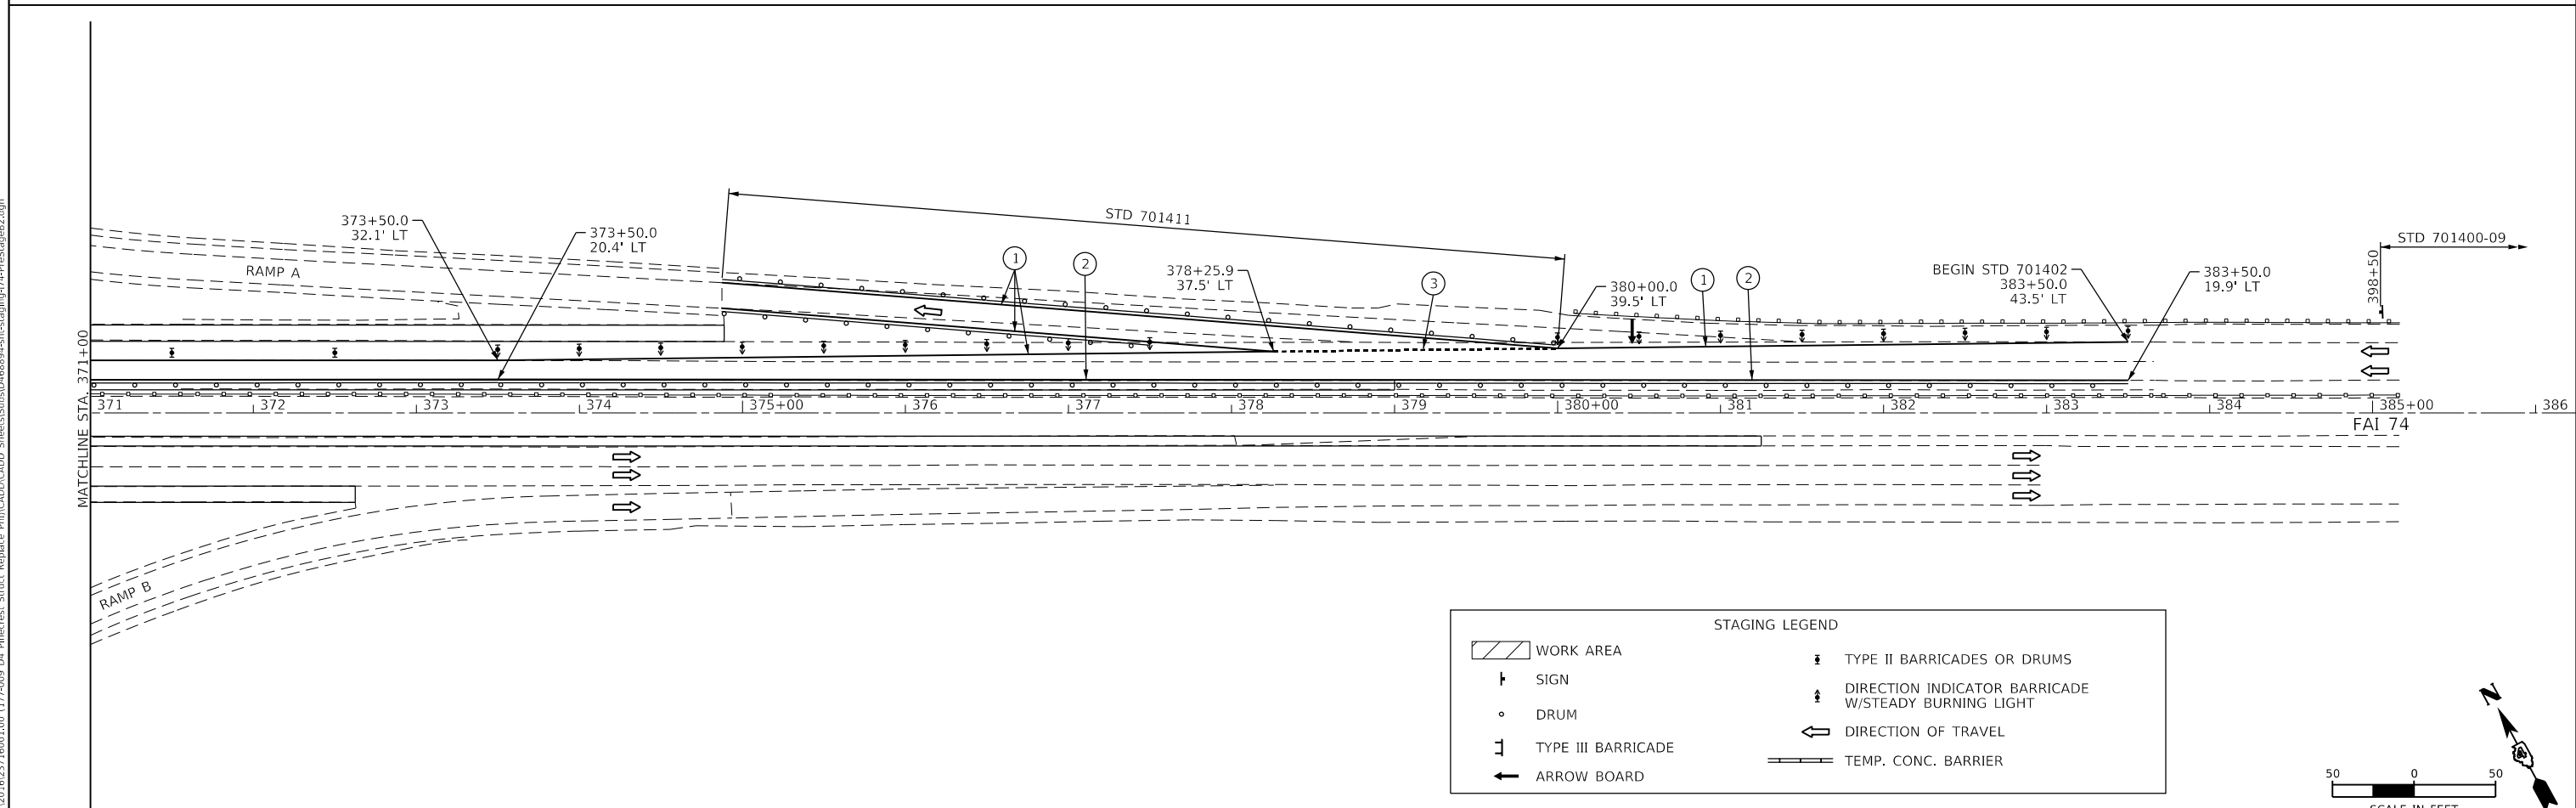 STD 701411
373+50.0
32.1' LT
373+50.0
20.4' LT
1
2
378+25.9
37.5' LT
3
380+00.0
39.5' LT
1
2
BEGIN STD 701402
383+50.0
43.5' LT
383+50.0
19.9' LT
398+50
STD 701400-09
RAMP A
MATCHLINE STA. 371+00
371
372
373
374
375+00
376
377
378
379
380+00
381
382
383
384
385+00
386
FAI 74
RAMP B
STAGING LEGEND
WORK AREA
SIGN
DRUM
TYPE III BARRICADE
ARROW BOARD
TYPE II BARRICADES OR DRUMS
DIRECTION INDICATOR BARRICADE
W/STEADY BURNING LIGHT
DIRECTION OF TRAVEL
TEMP. CONC. BARRIER
N
50
0
50
SCALE IN FEET